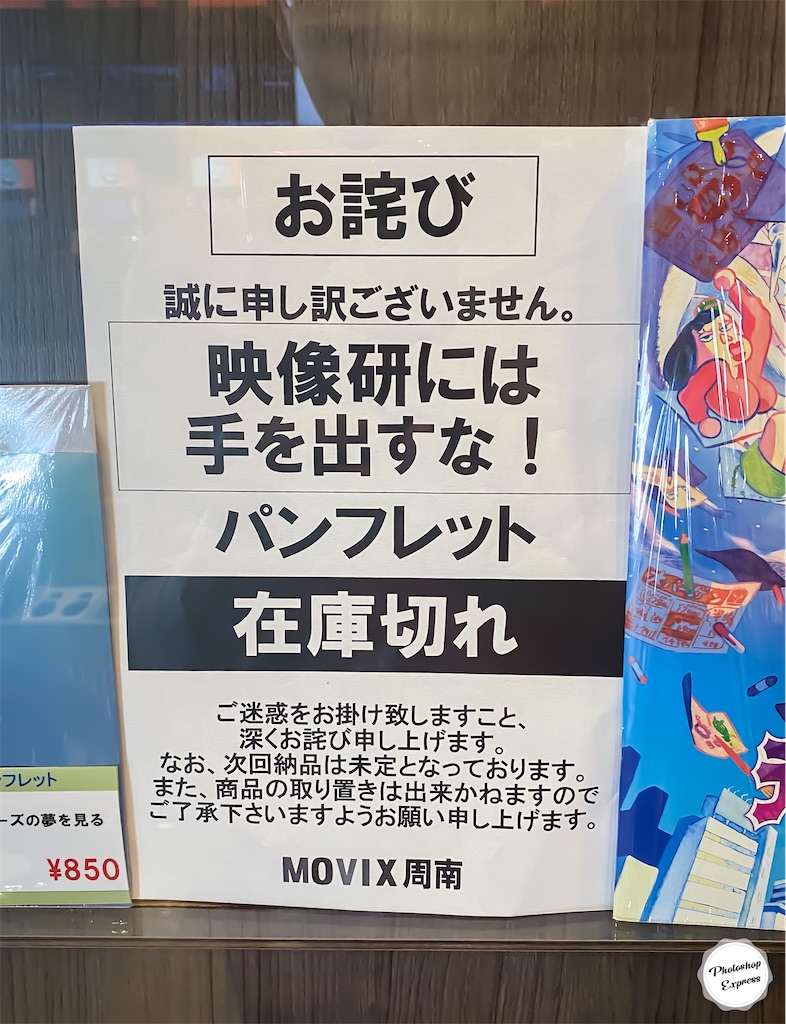 お詫び
誠に申し訳ございません。
映像研には
手を出すな！
パンフレット
在庫切れ
ご迷惑をお掛け致しますこと、
深くお詫び申し上げます。
なお、次回納品は未定となっております。
また、商品の取り置きは出来かねますので
ご了承下さいますようお願い申し上げます。
MOVIX周南
フレット
ーズの夢を見る
¥850
Photoshop
Express